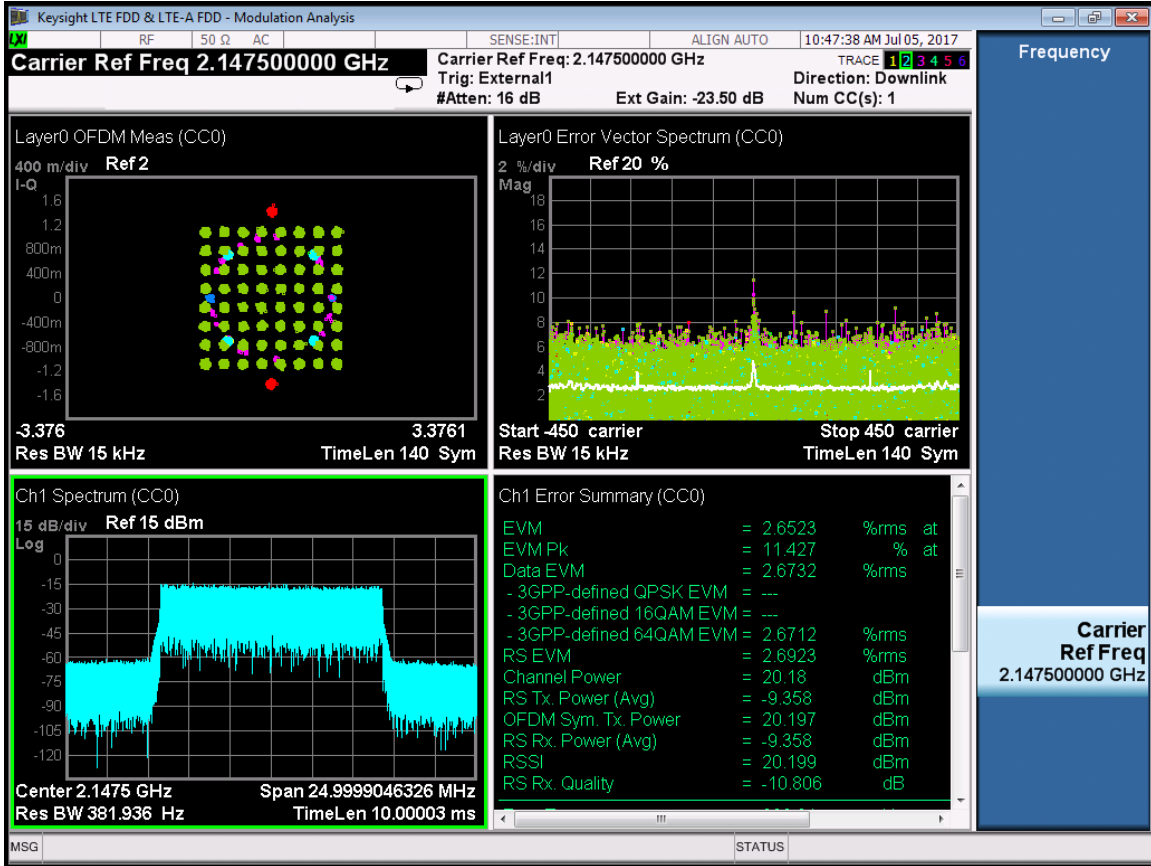 Keysight LTE FDD & LTE-A FDD - Modulation Analysis
LXI RF 50 Ω AC SENSE:INT ALIGN AUTO 10:47:38 AM Jul 05, 2017
Carrier Ref Freq 2.147500000 GHz
Carrier Ref Freq: 2.147500000 GHz
Trig: External1
#Atten: 16 dB Ext Gain: -23.50 dB
TRACE 1 2 3 4 5 6
Direction: Downlink
Num CC(s): 1
Frequency
Layer0 OFDM Meas (CC0)
400 m/div Ref 2
I-Q
1.6
1.2
800m
400m
0
-400m
-800m
-1.2
-1.6
-3.376 3.3761
Res BW 15 kHz TimeLen 140 Sym
Layer0 Error Vector Spectrum (CC0)
2 %/div Ref 20 %
Mag
18
16
14
12
10
8
6
4
2
Start -450 carrier Stop 450 carrier
Res BW 15 kHz TimeLen 140 Sym
Ch1 Spectrum (CC0)
15 dB/div Ref 15 dBm
Log
0
-15
-30
-45
-60
-75
-90
-105
-120
Center 2.1475 GHz Span 24.9999046326 MHz
Res BW 381.936 Hz TimeLen 10.00003 ms
Ch1 Error Summary (CC0)
EVM = 2.6523 %rms at
EVM Pk = 11.427 % at
Data EVM = 2.6732 %rms
- 3GPP-defined QPSK EVM = ---
- 3GPP-defined 16QAM EVM = ---
- 3GPP-defined 64QAM EVM = 2.6712 %rms
RS EVM = 2.6923 %rms
Channel Power = 20.18 dBm
RS Tx. Power (Avg) = -9.358 dBm
OFDM Sym. Tx. Power = 20.197 dBm
RS Rx. Power (Avg) = -9.358 dBm
RSSI = 20.199 dBm
RS Rx. Quality = -10.806 dB
Carrier
Ref Freq
2.147500000 GHz
MSG STATUS